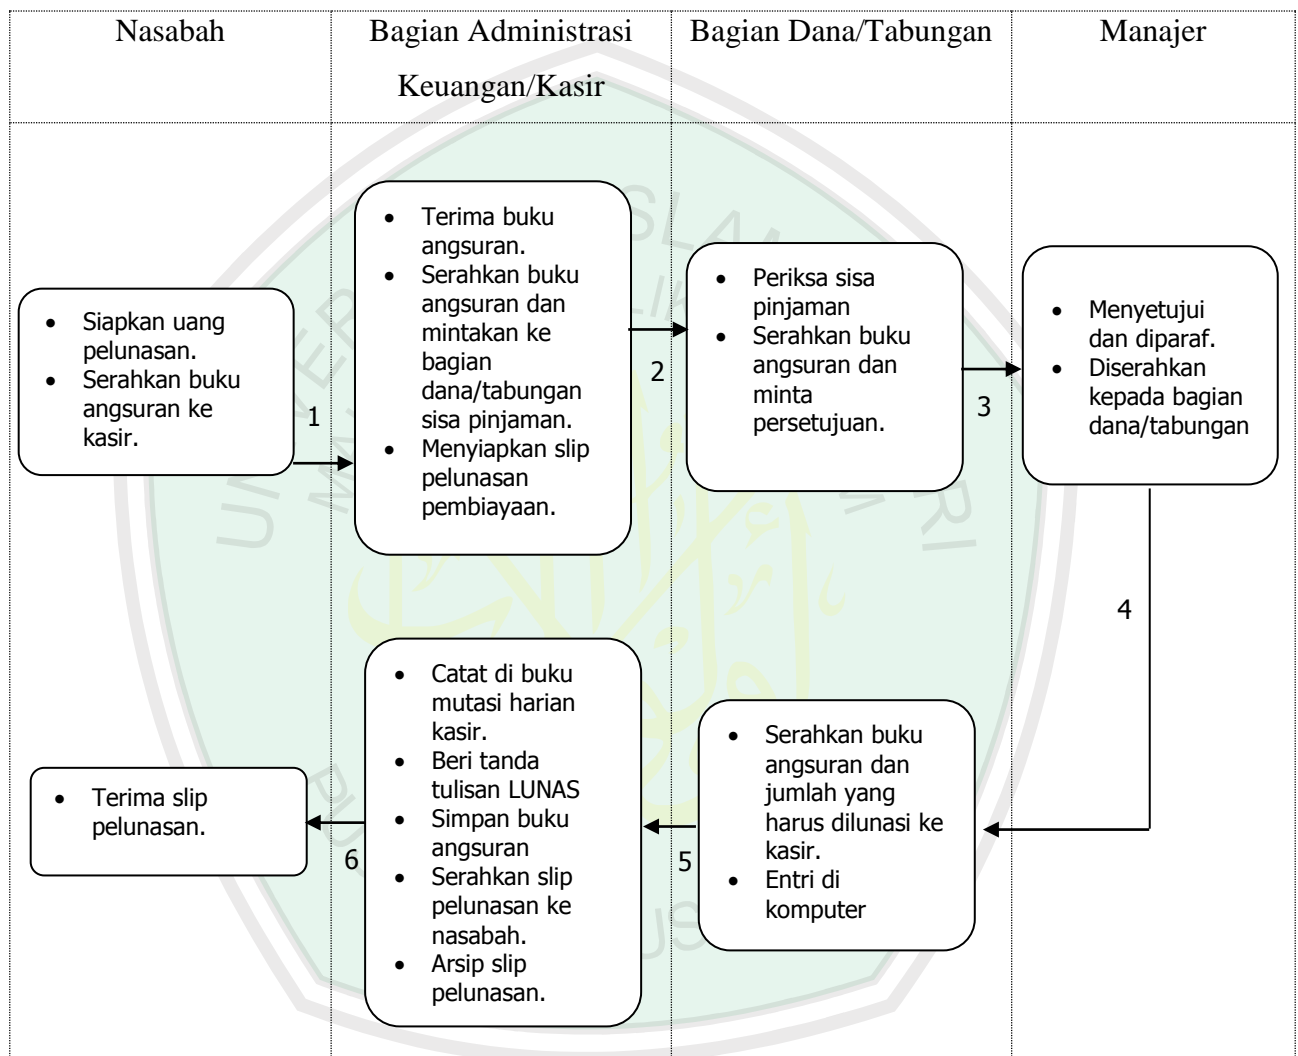 Nasabah
Bagian Administrasi
Keuangan/Kasir
Bagian Dana/Tabungan
Manajer
• Siapkan uang
pelunasan.
• Serahkan buku
angsuran ke
kasir.
1
• Terima buku
angsuran.
• Serahkan buku
angsuran dan
mintakan ke
bagian
dana/tabungan
sisa pinjaman.
• Menyiapkan slip
pelunasan
pembiayaan.
2
• Periksa sisa
pinjaman
• Serahkan buku
angsuran dan
minta
persetujuan.
3
• Menyetujui
dan diparaf.
• Diserahkan
kepada bagian
dana/tabungan
4
• Serahkan buku
angsuran dan
jumlah yang
harus dilunasi ke
kasir.
• Entri di
komputer
5
• Catat di buku
mutasi harian
kasir.
• Beri tanda
tulisan LUNAS
• Simpan buku
angsuran
• Serahkan slip
pelunasan ke
nasabah.
• Arsip slip
pelunasan.
6
• Terima slip
pelunasan.